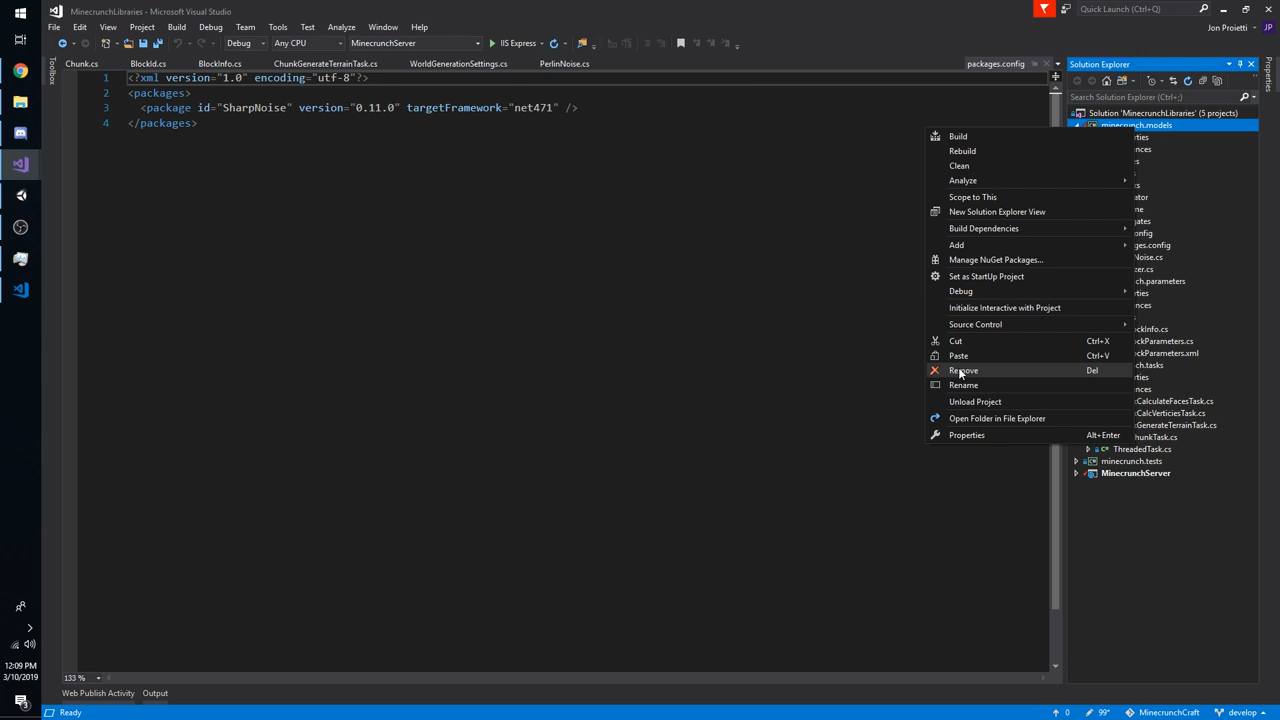 MinecrunchLibraries - Microsoft Visual Studio
Quick Launch (Ctrl+Q)
File Edit View Project Build Debug Team Tools Test Analyze Window Help
Jon Proietti JP
Debug Any CPU MinecrunchServer IIS Express
Chunk.cs BlockId.cs BlockInfo.cs ChunkGenerateTerrainTask.cs WorldGenerationSettings.cs PerlinNoise.cs packages.config
Toolbox
Properties
1 <?xml version="1.0" encoding="utf-8"?>
2 <packages>
3 <package id="SharpNoise" version="0.11.0" targetFramework="net471" />
4 </packages>
Solution Explorer
Search Solution Explorer (Ctrl+;)
Solution 'MinecrunchLibraries' (5 projects)
minecrunch.models
Build
Rebuild
Clean
Analyze
Scope to This
New Solution Explorer View
Build Dependencies
Add
Manage NuGet Packages...
Set as StartUp Project
Debug
Initialize Interactive with Project
Source Control
Cut Ctrl+X
Paste Ctrl+V
Remove Del
Rename
Unload Project
Open Folder in File Explorer
Properties Alt+Enter
ThreadedTask.cs
minecrunch.tests
MinecrunchServer
133 %
Web Publish Activity Output
Ready
0 99* MinecrunchCraft develop
12:09 PM
3/10/2019
3